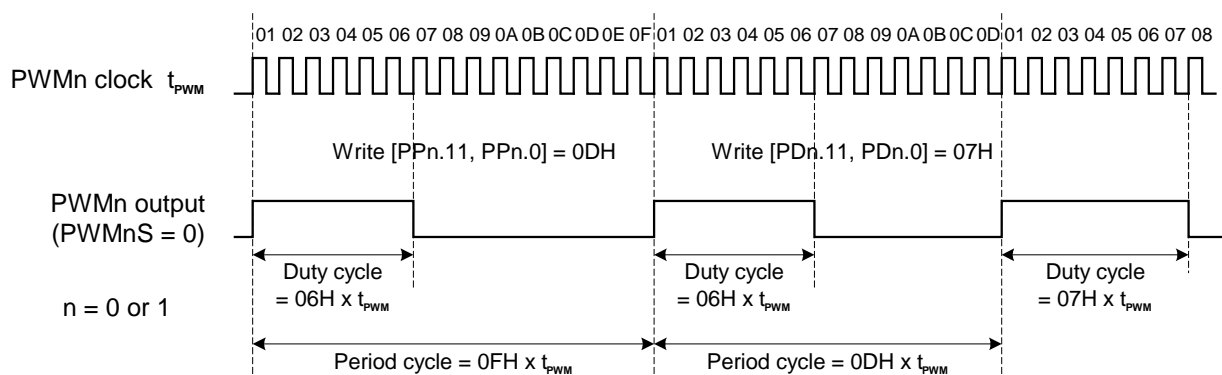 01 02 03 04 05 06 07 08 09 0A 0B 0C 0D 0E 0F 01 02 03 04 05 06 07 08 09 0A 0B 0C 0D 01 02 03 04 05 06 07 08
PWMn clock tPWM
Write [PPn.11, PPn.0] = 0DH
Write [PDn.11, PDn.0] = 07H
PWMn output
(PWMnS = 0)
Duty cycle
= 06H x tPWM
Duty cycle
= 06H x tPWM
Duty cycle
= 07H x tPWM
n = 0 or 1
Period cycle = 0FH x tPWM
Period cycle = 0DH x tPWM